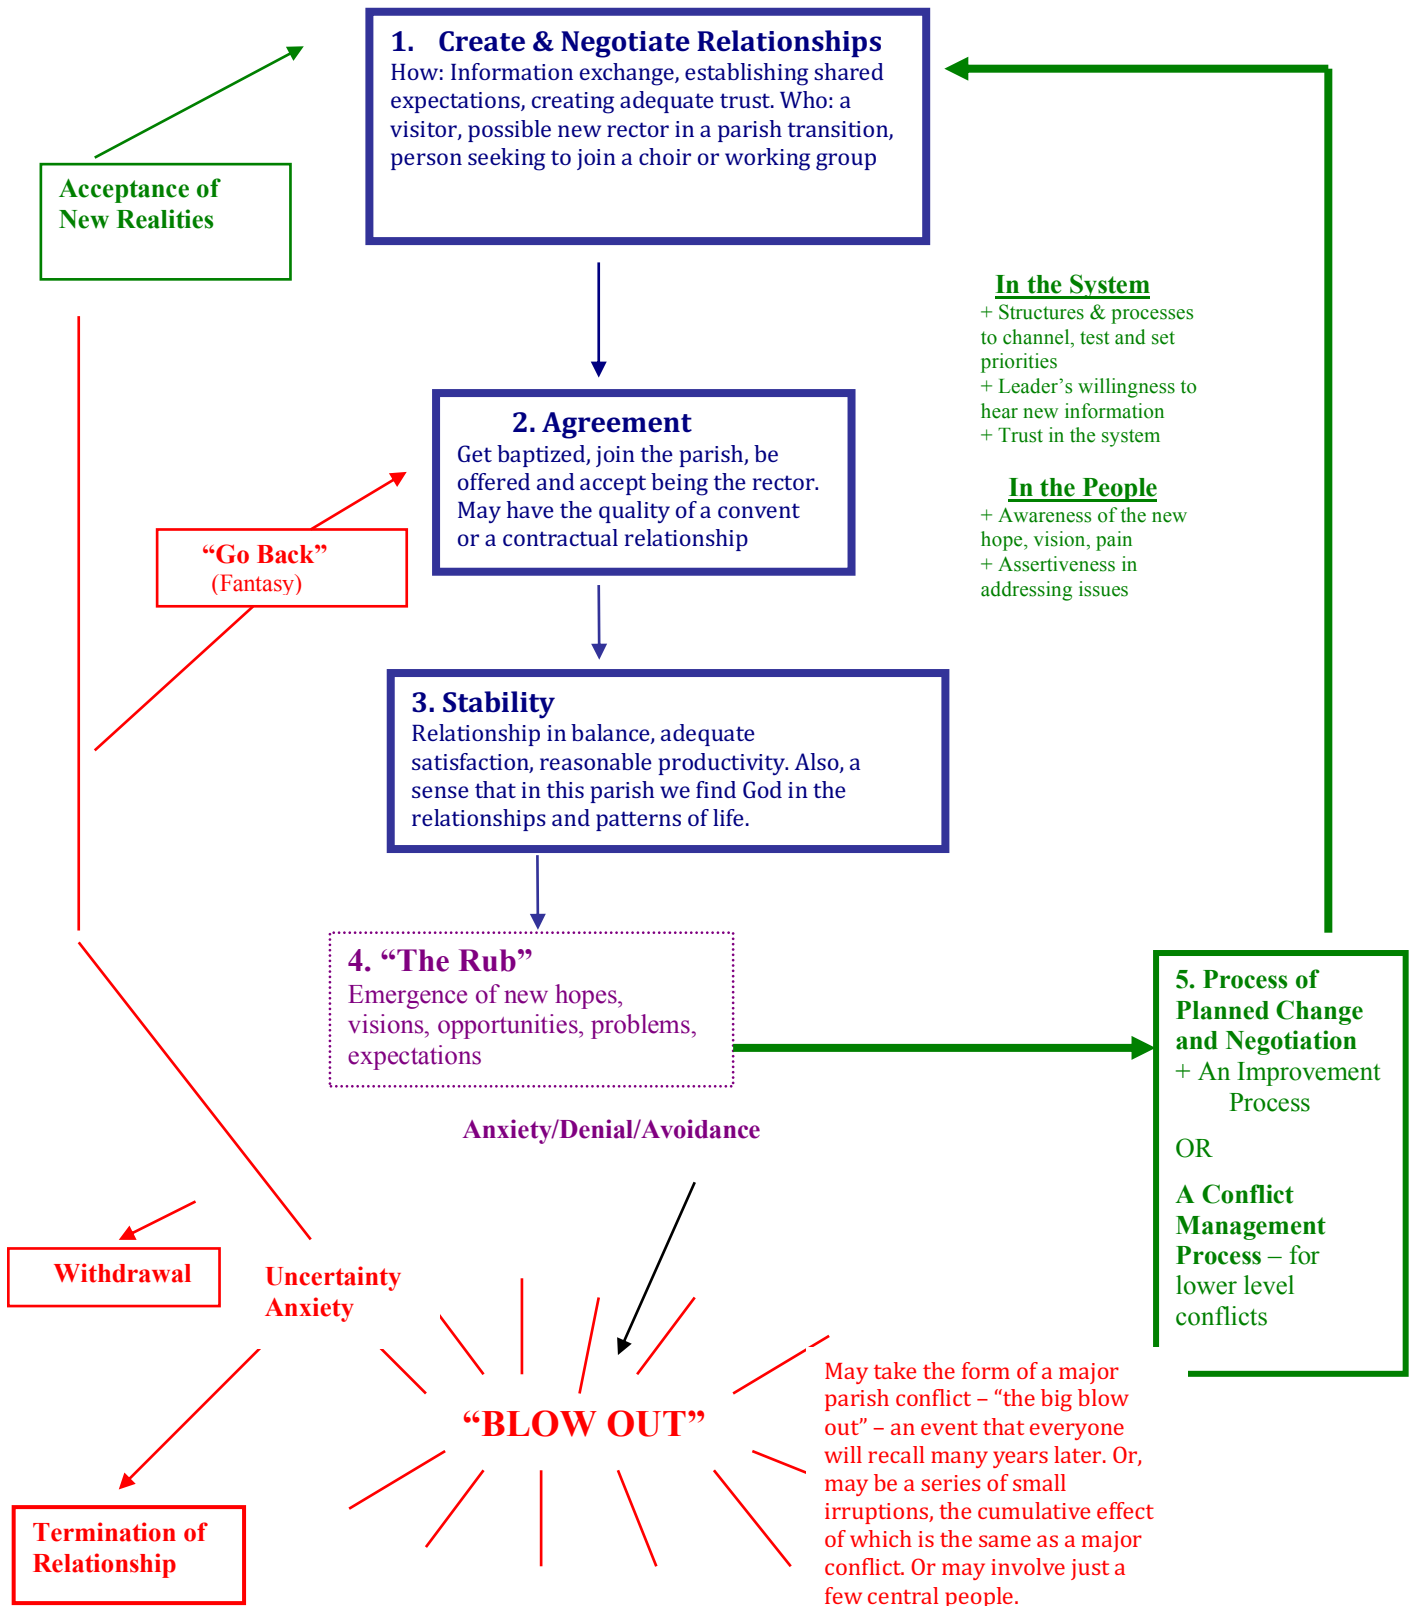 1. Create & Negotiate Relationships
How: Information exchange, establishing shared
expectations, creating adequate trust. Who: a
visitor, possible new rector in a parish transition,
person seeking to join a choir or working group
Acceptance of
New Realities
In the System
+ Structures & processes
to channel, test and set
priorities
+ Leader’s willingness to
hear new information
+ Trust in the system
In the People
+ Awareness of the new
hope, vision, pain
+ Assertiveness in
addressing issues
2. Agreement
Get baptized, join the parish, be
offered and accept being the rector.
May have the quality of a convent
or a contractual relationship
“Go Back”
(Fantasy)
3. Stability
Relationship in balance, adequate
satisfaction, reasonable productivity. Also, a
sense that in this parish we find God in the
relationships and patterns of life.
4. “The Rub”
Emergence of new hopes,
visions, opportunities, problems,
expectations
5. Process of
Planned Change
and Negotiation
+ An Improvement
Process
OR
A Conflict
Management
Process – for
lower level
conflicts
Anxiety/Denial/Avoidance
Withdrawal
Uncertainty
Anxiety
“BLOW OUT”
May take the form of a major
parish conflict – “the big blow
out” – an event that everyone
will recall many years later. Or,
may be a series of small
irruptions, the cumulative effect
of which is the same as a major
conflict. Or may involve just a
few central people.
Termination of
Relationship